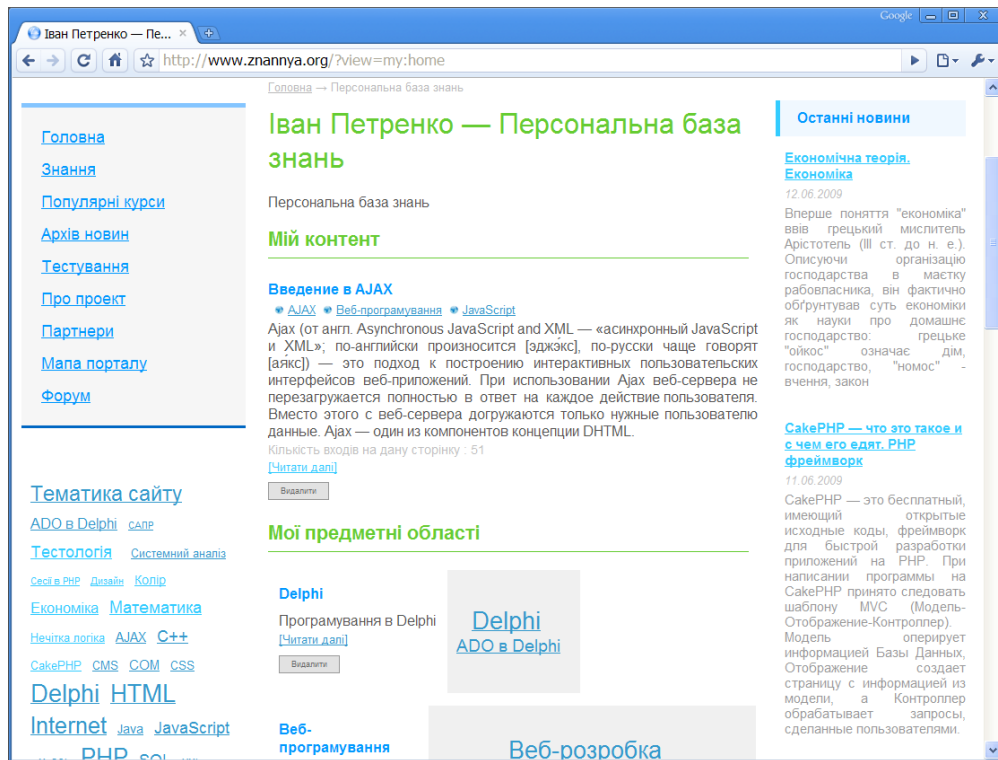 Google
Іван Петренко — Пе...
http://www.znannya.org/?view=my:home
Головна
Знання
Популярні курси
Архів новин
Тестування
Про проект
Партнери
Мапа порталу
Форум
Тематика сайту
ADO в Delphi САПР
Тестологія Системний аналіз
Сесії в PHP Дизайн Колір
Економіка Математика
Нечітка логіка AJAX C++
CakePHP CMS COM CSS
Delphi HTML
Internet Java JavaScript
PHP SQL
Головна → Персональна база знань
Іван Петренко — Персональна база
знань
Персональна база знань
Мій контент
Введение в AJAX
AJAX Веб-програмування JavaScript
Ajax (от англ. Asynchronous JavaScript and XML — «асинхронный JavaScript
и XML»; по-английски произносится [эджэ́кс], по-русски чаще говорят
[ая́кс]) — это подход к построению интерактивных пользовательских
интерфейсов веб-приложений. При использовании Ajax веб-сервера не
перезагружается полностью в ответ на каждое действие пользователя.
Вместо этого с веб-сервера догружаются только нужные пользователю
данные. Ajax — один из компонентов концепции DHTML.
Кількість входів на дану сторінку : 51
[Читати далі]
Видалити
Мої предметні області
Delphi
Програмування в Delphi
[Читати далі]
Видалити
Delphi
ADO в Delphi
Веб-
програмування
Веб-розробка
Останні новини
Економічна теорія.
Економіка
12.06.2009
Вперше поняття "економіка"
ввів грецький мислитель
Арістотель (III ст. до н. е.).
Описуючи організацію
господарства в маєтку
рабовласника, він фактично
обґрунтував суть економіки
як науки про домашнє
господарство: грецьке
"ойкос" означає дім,
господарство, "номос" -
вчення, закон
CakePHP — что это такое и
с чем его едят. PHP
фреймворк
11.06.2009
CakePHP — это бесплатный,
имеющий открытые
исходные коды, фреймворк
для быстрой разработки
приложений на PHP. При
написании программы на
CakePHP принято следовать
шаблону MVC (Модель-
Отображение-Контроллер).
Модель оперирует
информацией Базы Данных,
Отображение создает
страницу с информацией из
модели, а Контроллер
обрабатывает запросы,
сделанные пользователями.